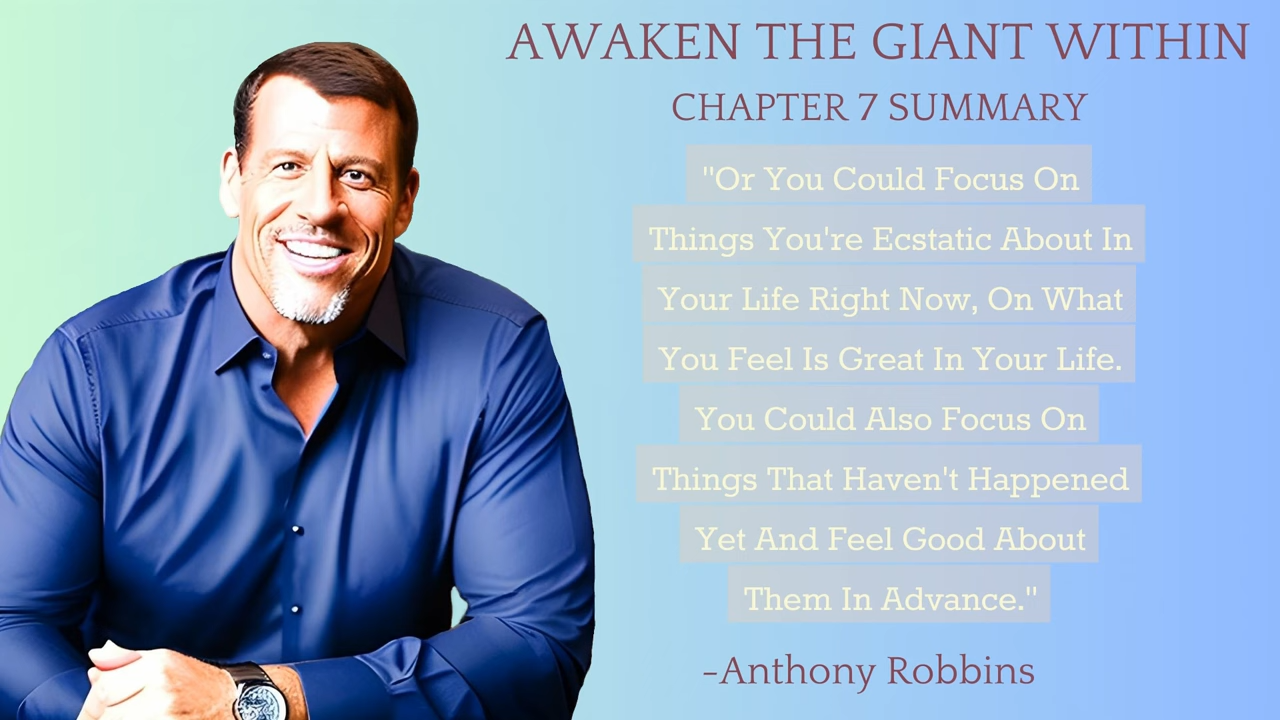 AWAKEN THE GIANT WITHIN
CHAPTER 7 SUMMARY
"Or You Could Focus On
Things You're Ecstatic About In
Your Life Right Now, On What
You Feel Is Great In Your Life.
You Could Also Focus On
Things That Haven't Happened
Yet And Feel Good About
Them In Advance."
-Anthony Robbins